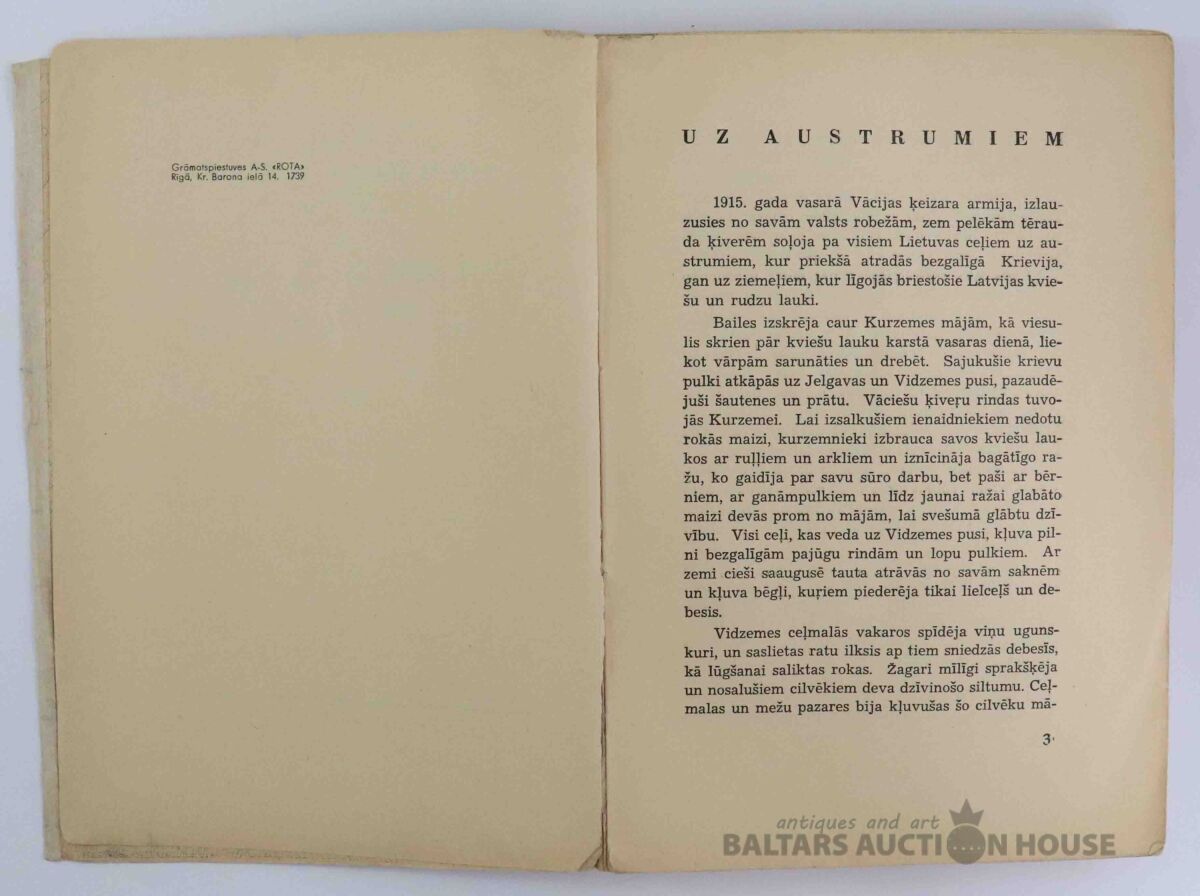 Grāmatspiestuves A-S. «ROTA»
Rīgā, Kr. Barona ielā 14. 1739
UZ AUSTRUMIEM
1915. gada vasarā Vācijas ķeizara armija, izlau-
zusies no savām valsts robežām, zem pelēkām tērau-
da ķiverēm soļoja pa visiem Lietuvas ceļiem uz au-
strumiem, kur priekšā atradās bezgalīgā Krievija,
gan uz ziemeļiem, kur līgojās briestošie Latvijas kvie-
šu un rudzu lauki.
Bailes izskrēja caur Kurzemes mājām, kā viesu-
lis skrien pār kviešu lauku karstā vasaras dienā, lie-
kot vārpām sarunāties un drebēt. Sajukušie krievu
pulki atkāpās uz Jelgavas un Vidzemes pusi, pazaudē-
juši šautenes un prātu. Vāciešu ķiveŗu rindas tuvo-
jās Kurzemei. Lai izsalkušiem ienaidniekiem nedotu
rokās maizi, kurzemnieki izbrauca savos kviešu lau-
kos ar ruļļiem un arkliem un iznīcināja bagātīgo ra-
žu, ko gaidīja par savu sūro darbu, bet paši ar bēr-
niem, ar ganāmpulkiem un līdz jaunai ražai glabāto
maizi devās prom no mājām, lai svešumā glābtu dzī-
vību. Visi ceļi, kas veda uz Vidzemes pusi, kļuva pil-
ni bezgalīgām pajūgu rindām un lopu pulkiem. Ar
zemi cieši saaugusē tauta atrāvās no savām saknēm
un kļuva bēgļi, kuŗiem piederēja tikai lielceļš un de-
besis.
Vidzemes ceļmalās vakaros spīdēja viņu uguns-
kuri, un saslietas ratu ilksis ap tiem sniedzās debesīs,
kā lūgšanai saliktas rokas. Žagari mīlīgi sprakšķēja
un nosalušiem cilvēkiem deva dzīvinošo siltumu. Ceļ-
malas un mežu pazares bija kļuvušas šo cilvēku mā-
3
antiques and art
BALTARS AUCTION HOUSE